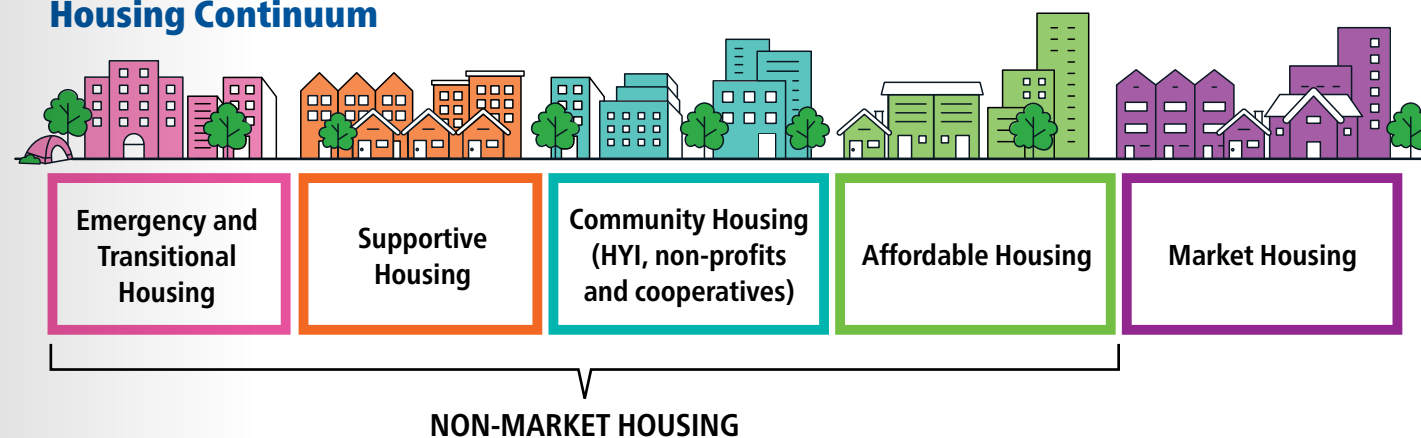 Housing Continuum
Emergency and
Transitional
Housing
Supportive
Housing
Community Housing
(HYI, non-profits
and cooperatives)
Affordable Housing
Market Housing
NON-MARKET HOUSING